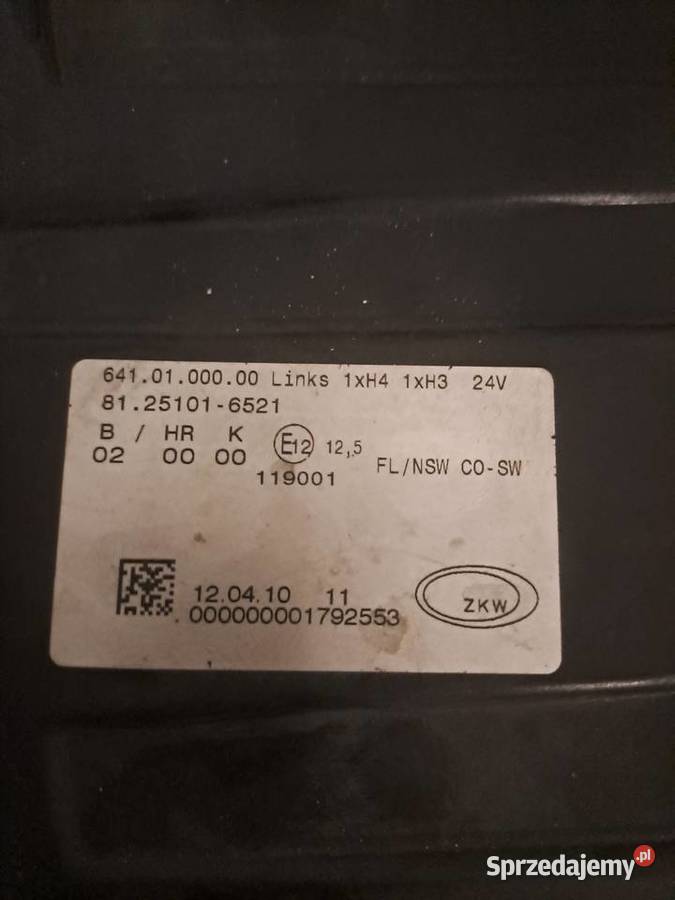 641.01.000.00 Links 1xH4 1xH3 24V
81.25101-6521
B / HR K E12 12,5
02 00 00 FL/NSW CO-SW
119001
12.04.10 11
.000000001792553
ZKW
Sprzedajemy.pl